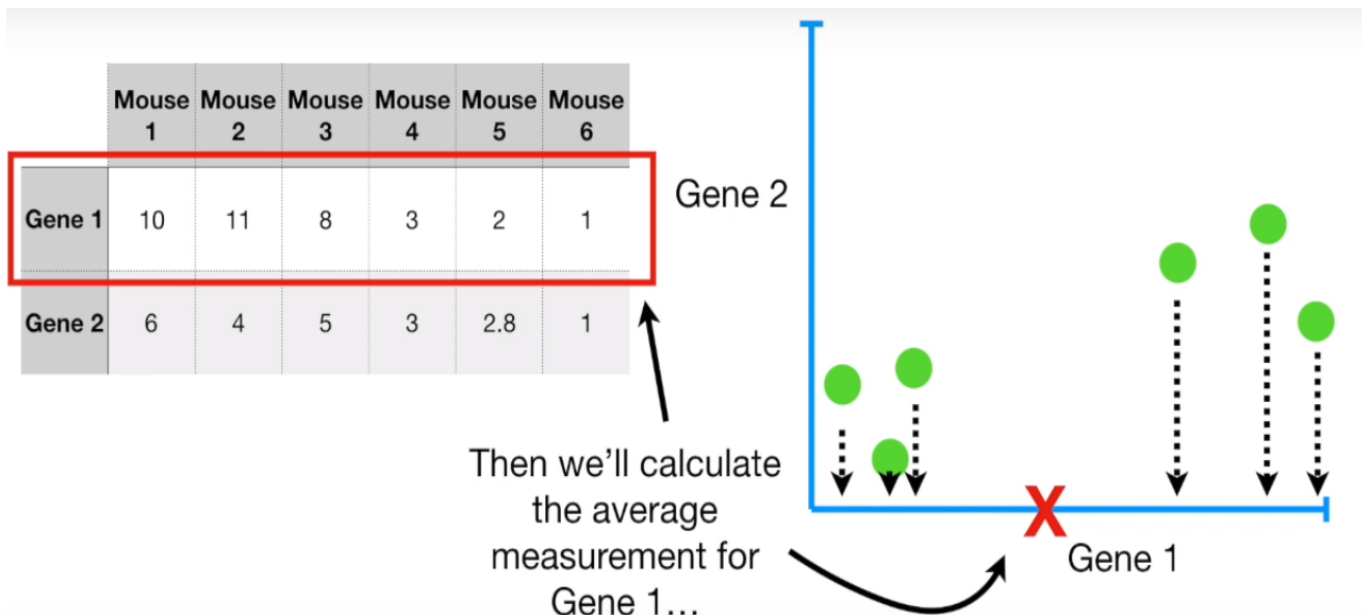 Mouse 1 Mouse 2 Mouse 3 Mouse 4 Mouse 5 Mouse 6
Gene 1 10 11 8 3 2 1
Gene 2 6 4 5 3 2.8 1
Gene 2
Then we'll calculate
the average
measurement for
Gene 1...
X
Gene 1